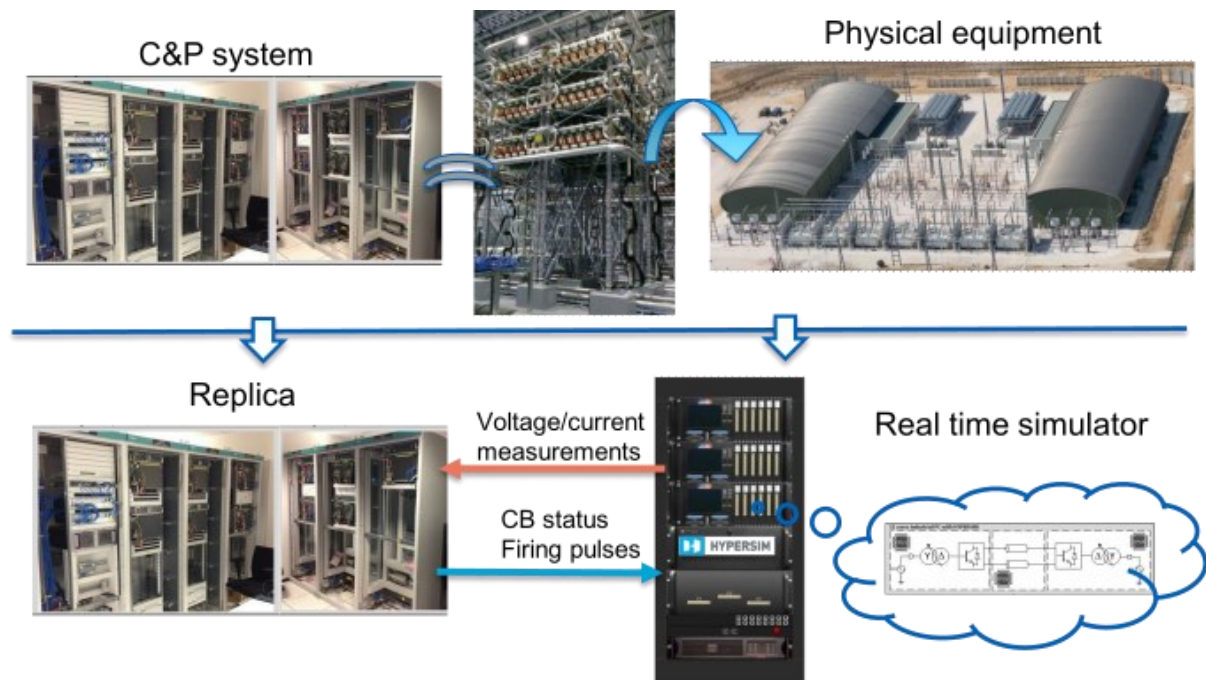 C&P system
Physical equipment
Replica
Voltage/current
measurements
Real time simulator
CB status
Firing pulses
HYPERSIM